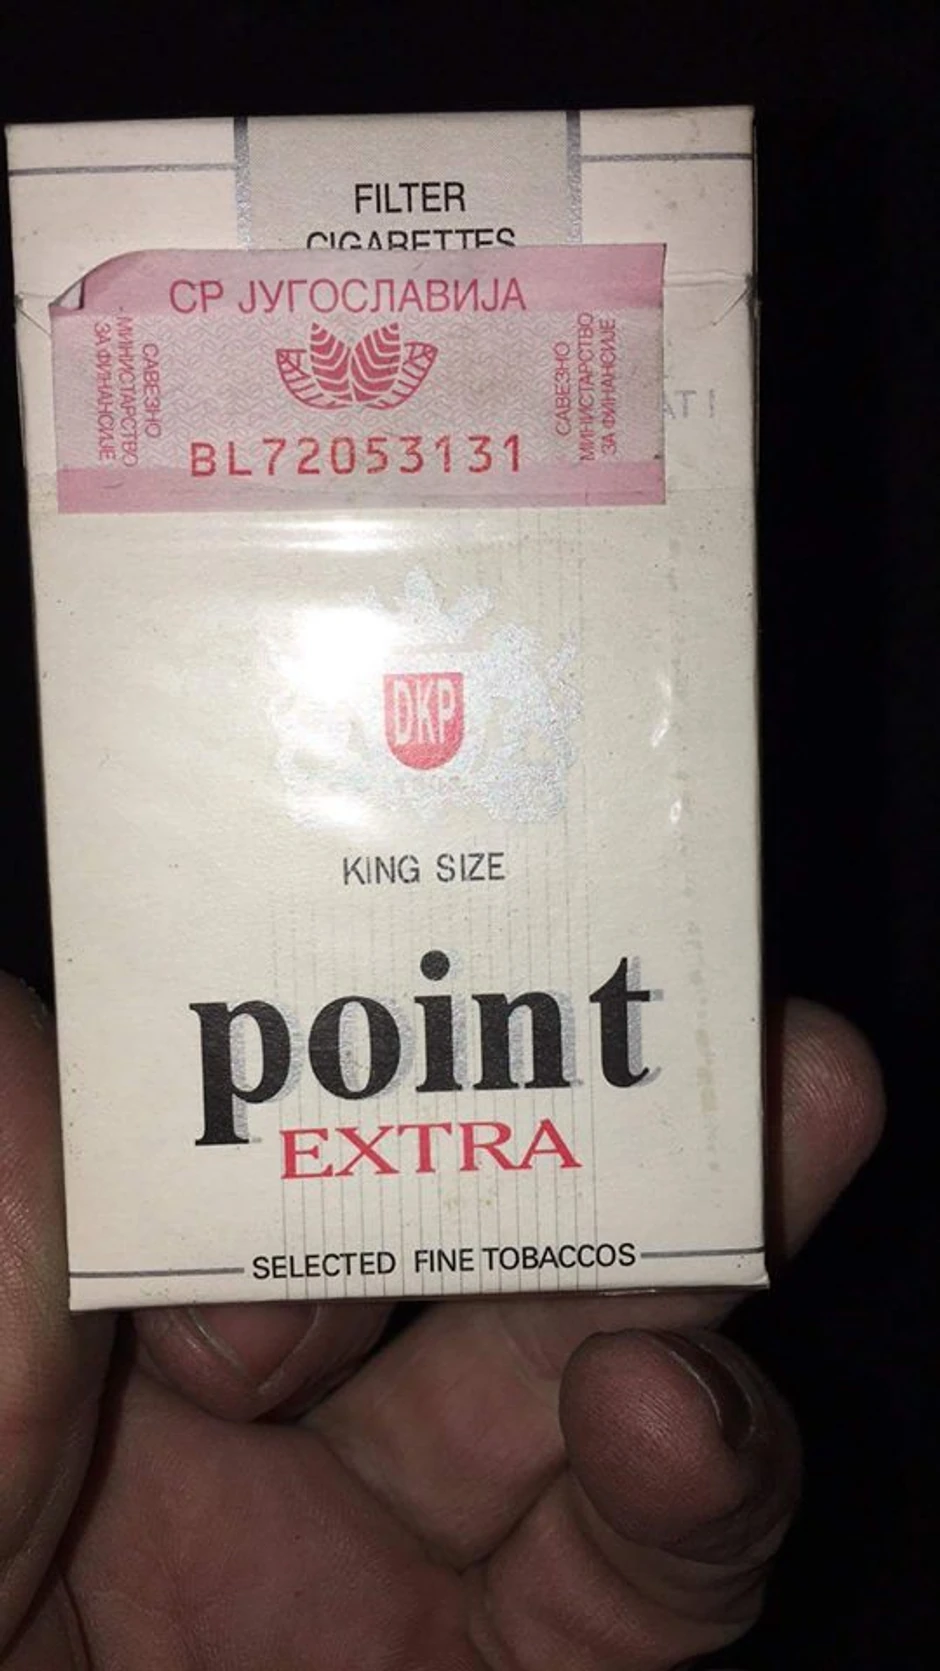 FILTER
CIGARETTES
СР ЈУГОСЛАВИЈА
САВЕЗНО
МИНИСТАРСТВО
ЗА ФИНАНСИЈЕ
САВЕЗНО
МИНИСТАРСТВО
ЗА ФИНАНСИЈЕ
BL72053131
DKP
KING SIZE
point
EXTRA
SELECTED FINE TOBACCOS